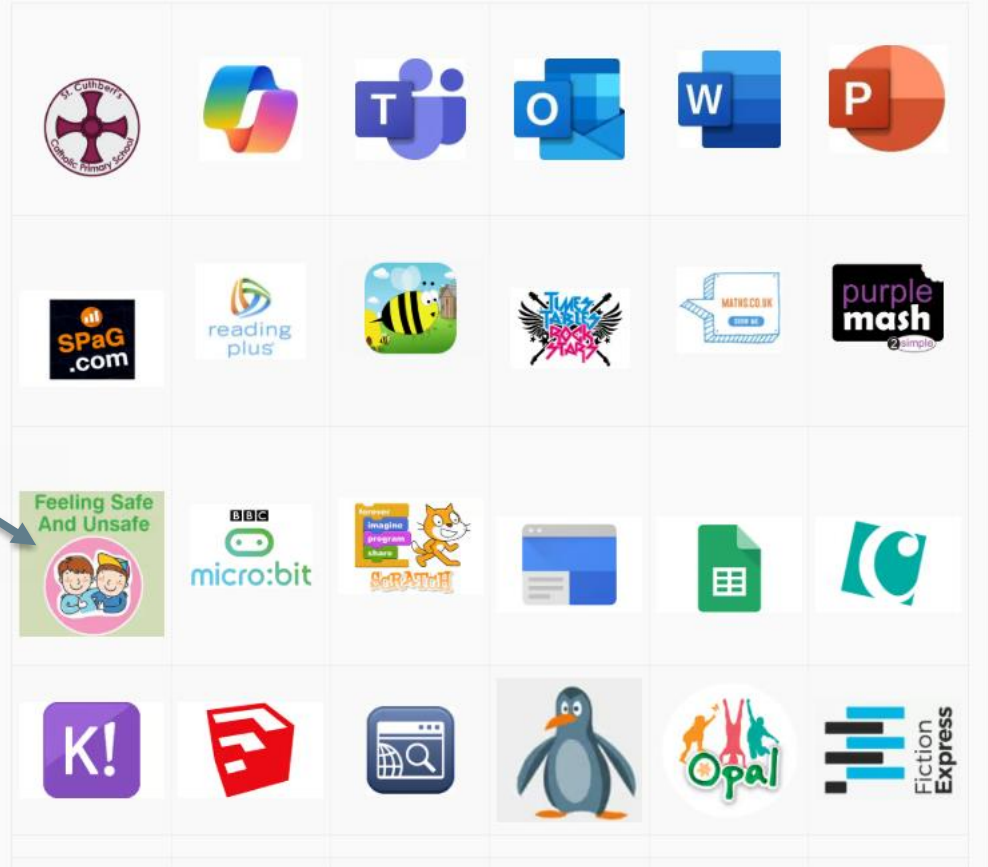 St. Cuthbert's
Catholic Primary School
T
O
W
P
SPaG
.com
reading
plus
TIMES
TABLES
ROCK
STARS
MATHS.CO.UK
purple
mash
2simple
Feeling Safe
And Unsafe
BBC
micro:bit
forever
imagine
program
share
SCRATCH
C
K!
Opal
Fiction
Express